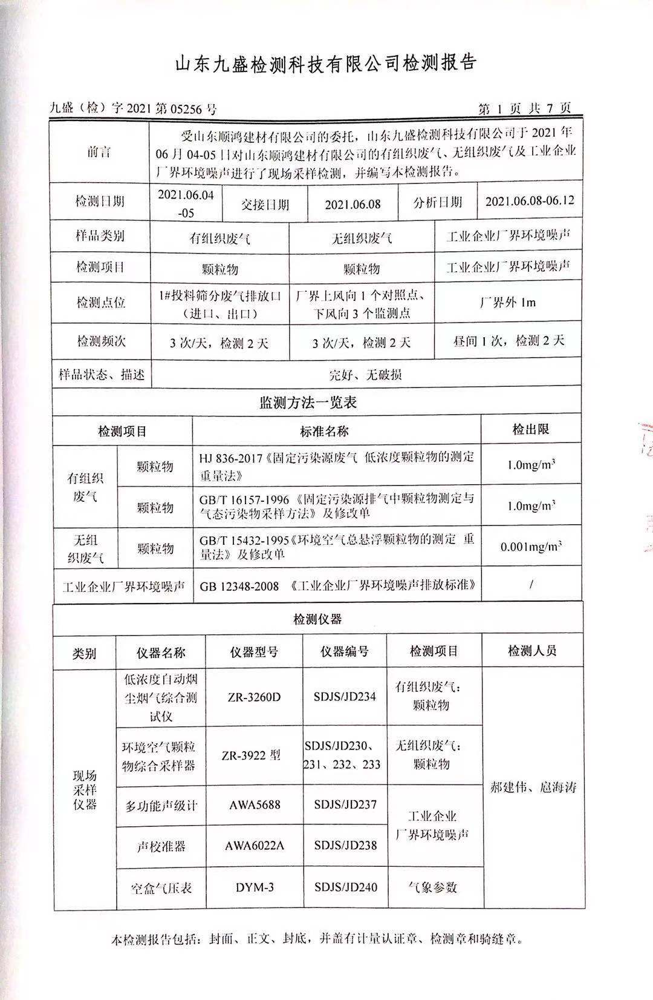 山东九盛检测科技有限公司检测报告
九盛（检）字 2021 第 05256 号
第 1 页 共 7 页
前言
受山东顺鸿建材有限公司的委托，山东九盛检测科技有限公司于 2021 年
06 月 04-05 日对山东顺鸿建材有限公司的有组织废气、无组织废气及工业企业
厂界环境噪声进行了现场采样检测，并编写本检测报告。
检测日期
2021.06.04
-05
交接日期
2021.06.08
分析日期
2021.06.08-06.12
样品类别
有组织废气
无组织废气
工业企业厂界环境噪声
检测项目
颗粒物
颗粒物
工业企业厂界环境噪声
检测点位
1#投料筛分废气排放口
（进口、出口）
厂界上风向 1 个对照点、
下风向 3 个监测点
厂界外 1m
检测频次
3 次/天，检测 2 天
3 次/天，检测 2 天
昼间 1 次，检测 2 天
样品状态、描述
完好、无破损
监测方法一览表
检测项目
标准名称
检出限
有组织
废气
颗粒物
HJ 836-2017《固定污染源废气 低浓度颗粒物的测定
重量法》
1.0mg/m³
颗粒物
GB/T 16157-1996 《固定污染源排气中颗粒物测定与
气态污染物采样方法》及修改单
1.0mg/m³
无组
织废气
颗粒物
GB/T 15432-1995《环境空气总悬浮颗粒物的测定 重
量法》及修改单
0.001mg/m³
工业企业厂界环境噪声
GB 12348-2008 《工业企业厂界环境噪声排放标准》
/
检测仪器
类别
仪器名称
仪器型号
仪器编号
检测项目
检测人员
现场
采样
仪器
低浓度自动烟
尘烟气综合测
试仪
ZR-3260D
SDJS/JD234
有组织废气：
颗粒物
环境空气颗粒
物综合采样器
ZR-3922 型
SDJS/JD230、
231、232、233
无组织废气：
颗粒物
多功能声级计
AWA5688
SDJS/JD237
工业企业
厂界环境噪声
声校准器
AWA6022A
SDJS/JD238
空盒气压表
DYM-3
SDJS/JD240
气象参数
郝建伟、扈海涛
本检测报告包括：封面、正文、封底，并盖有计量认证章、检测章和骑缝章。